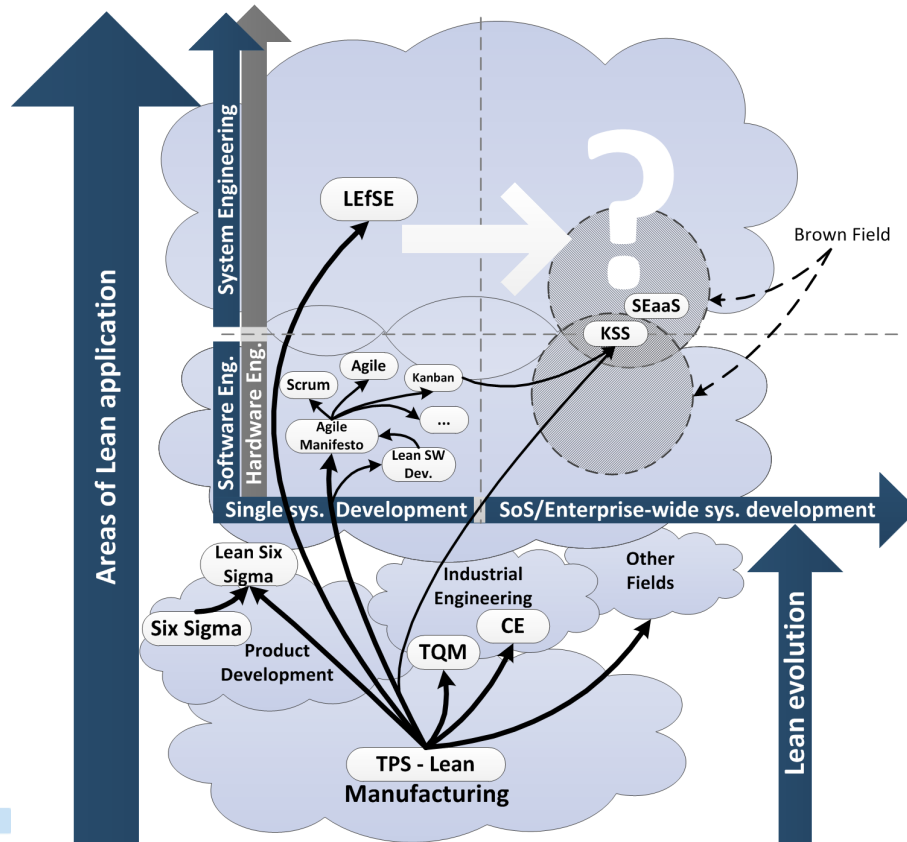 Areas of Lean application
System Engineering
Software Eng.
Hardware Eng.
LEfSE
?
Brown Field
SEaaS
KSS
Agile
Scrum
Kanban
...
Agile
Manifesto
Lean SW
Dev.
Single sys. Development
SoS/Enterprise-wide sys. development
Lean Six
Sigma
Six Sigma
Product
Development
Industrial
Engineering
CE
TQM
Other
Fields
TPS - Lean
Manufacturing
Lean evolution